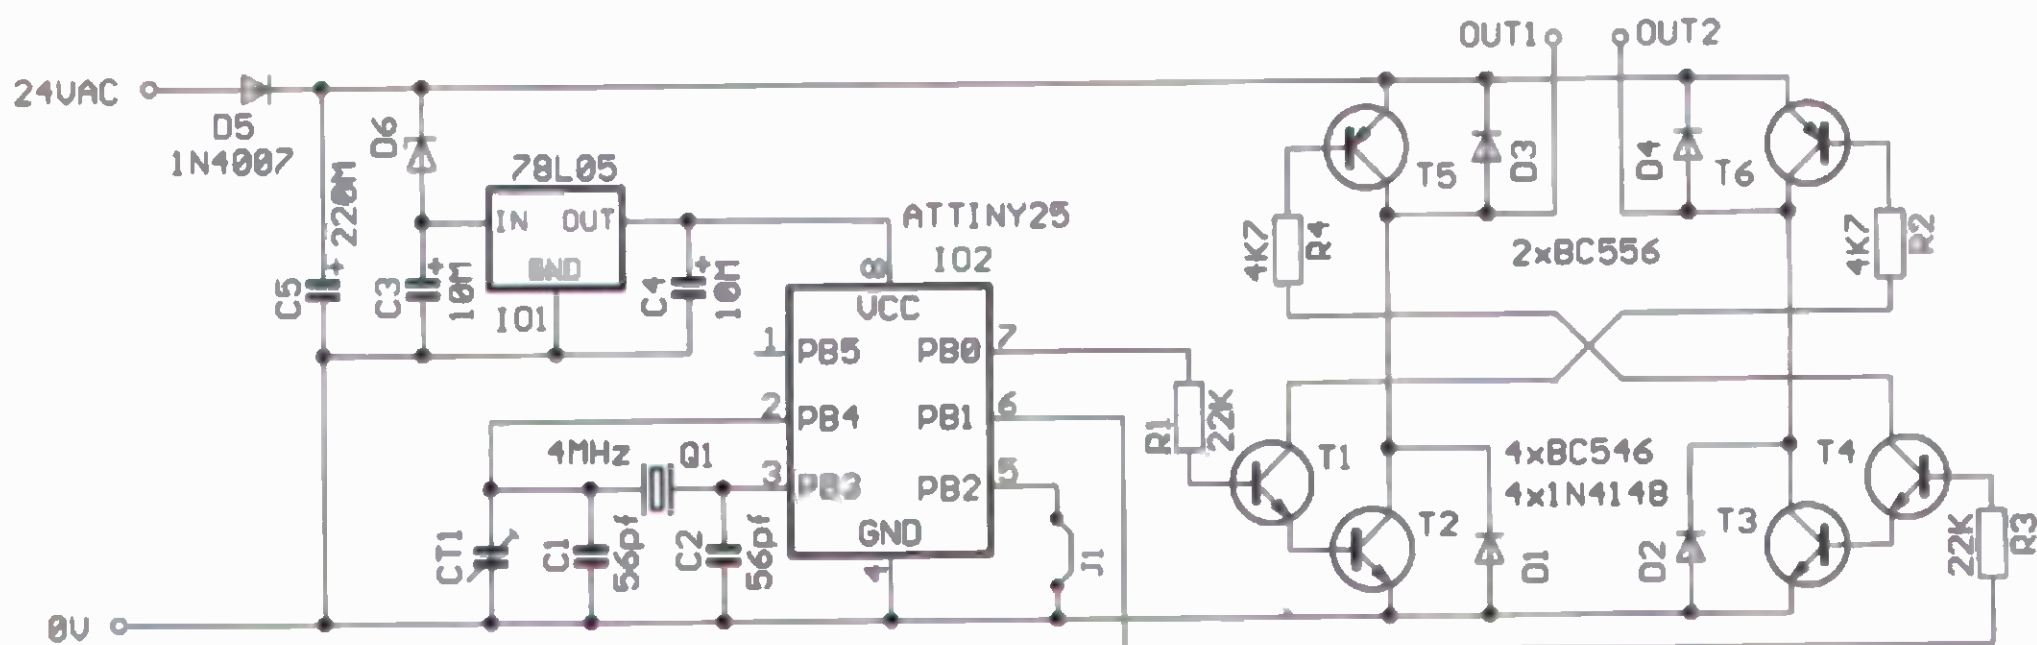 OUT1
OUT2
24VAC
D5
1N4007
D6
78L05
IN OUT
GND
IO1
220M
+
C5
+
10M
C3
+
10M
C4
ATTINY25
IO2
8
VCC
1 PB5
PB0 7
2 PB4
PB1 6
3
PB2 5
GND
4
4MHz Q1
CT1
C1
56pf
C2
56pf
J1
R1
22K
T5
D3
D4
T6
4K7
R4
2xBC556
4K7
R2
T1
4xBC546
4x1N4148
T4
T2
D1
D2
T3
22K
R3
0V